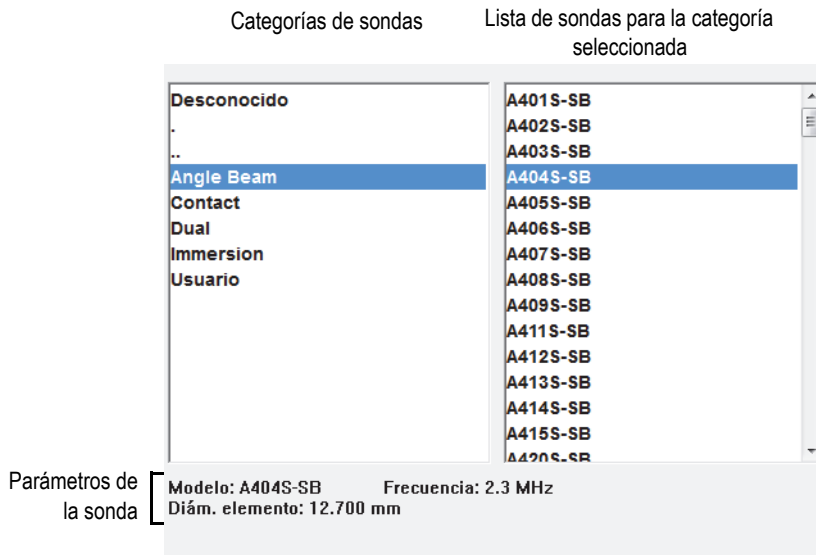 Categorías de sondas
Lista de sondas para la categoría
seleccionada
Desconocido
.
..
Angle Beam
Contact
Dual
Immersion
Usuario
A401S-SB
A402S-SB
A403S-SB
A404S-SB
A405S-SB
A406S-SB
A407S-SB
A408S-SB
A409S-SB
A411S-SB
A412S-SB
A413S-SB
A414S-SB
A415S-SB
A420S-SB
Parámetros de
la sonda
Modelo: A404S-SB Frecuencia: 2.3 MHz
Diám. elemento: 12.700 mm